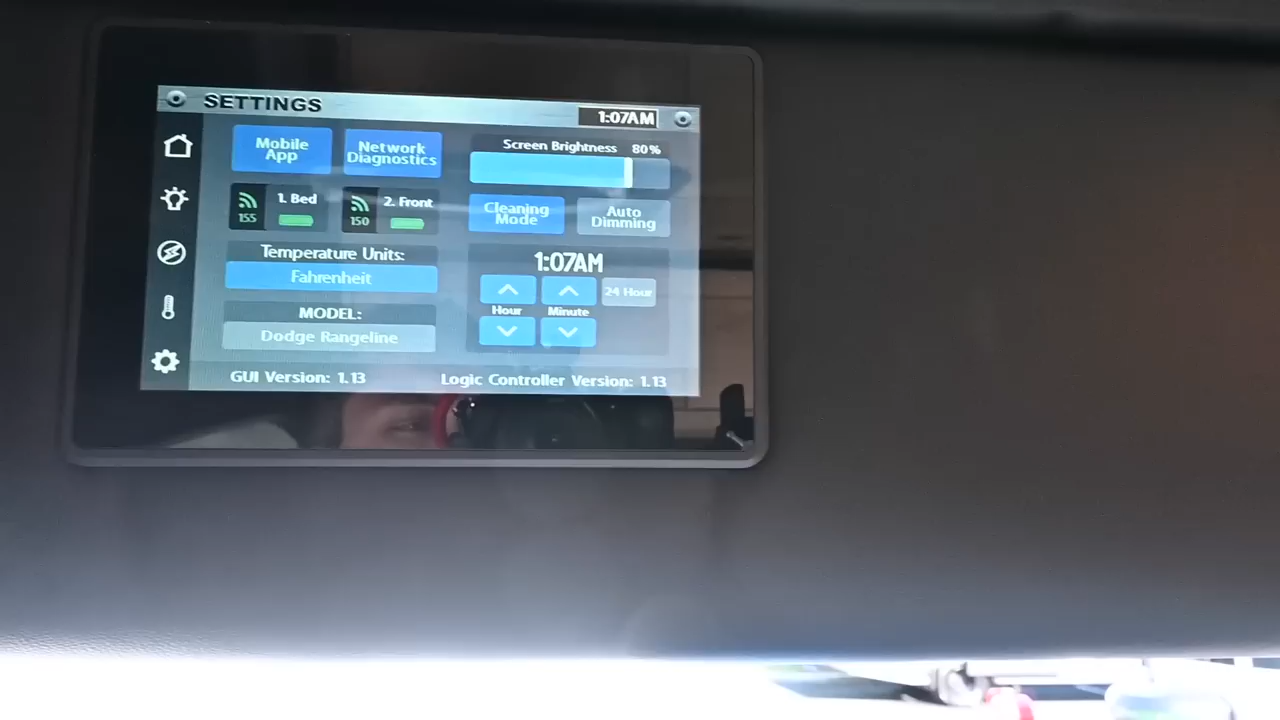 SETTINGS
1:07AM
Mobile
App
Network
Diagnostics
Screen Brightness 80%
155
1. Bed
150
2. Front
Cleaning
Mode
Auto
Dimming
Temperature Units:
Fahrenheit
1:07AM
24 Hour
Hour
Minute
MODEL:
Dodge Rangeline
GUI Version: 1.13
Logic Controller Version: 1.13